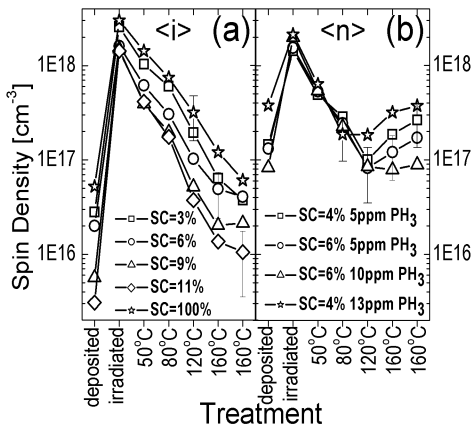 <i> (a)
<n> (b)
1E18
1E17
1E16
Spin Density [cm⁻³]
SC=3%
SC=6%
SC=9%
SC=11%
SC=100%
SC=4% 5ppm PH₃
SC=6% 5ppm PH₃
SC=6% 10ppm PH₃
SC=4% 13ppm PH₃
1E18
1E17
1E16
deposited
irradiated
50°C
80°C
120°C
160°C
160°C
deposited
irradiated
50°C
80°C
120°C
160°C
160°C
Treatment